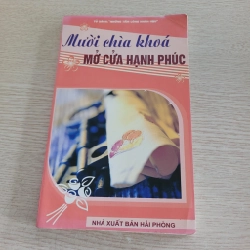 Mười chìa khoá
MỞ CỬA HẠNH PHÚC
NHÀ XUẤT BẢN HẢI PHÒNG